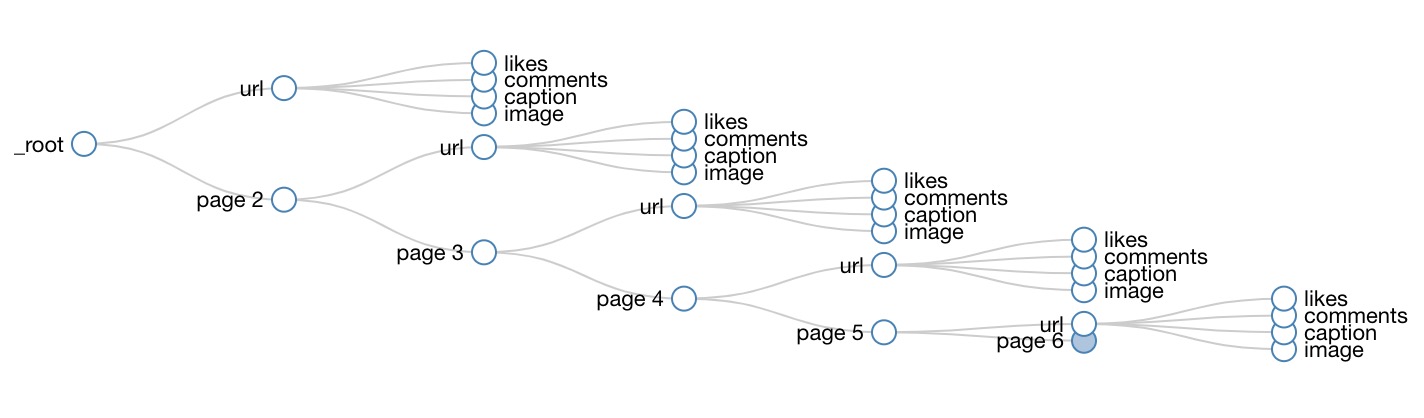 _root
url
likes
comments
caption
image
page 2
url
likes
comments
caption
image
page 3
url
likes
comments
caption
image
page 4
url
likes
comments
caption
image
page 5
url
likes
comments
caption
image
page 6